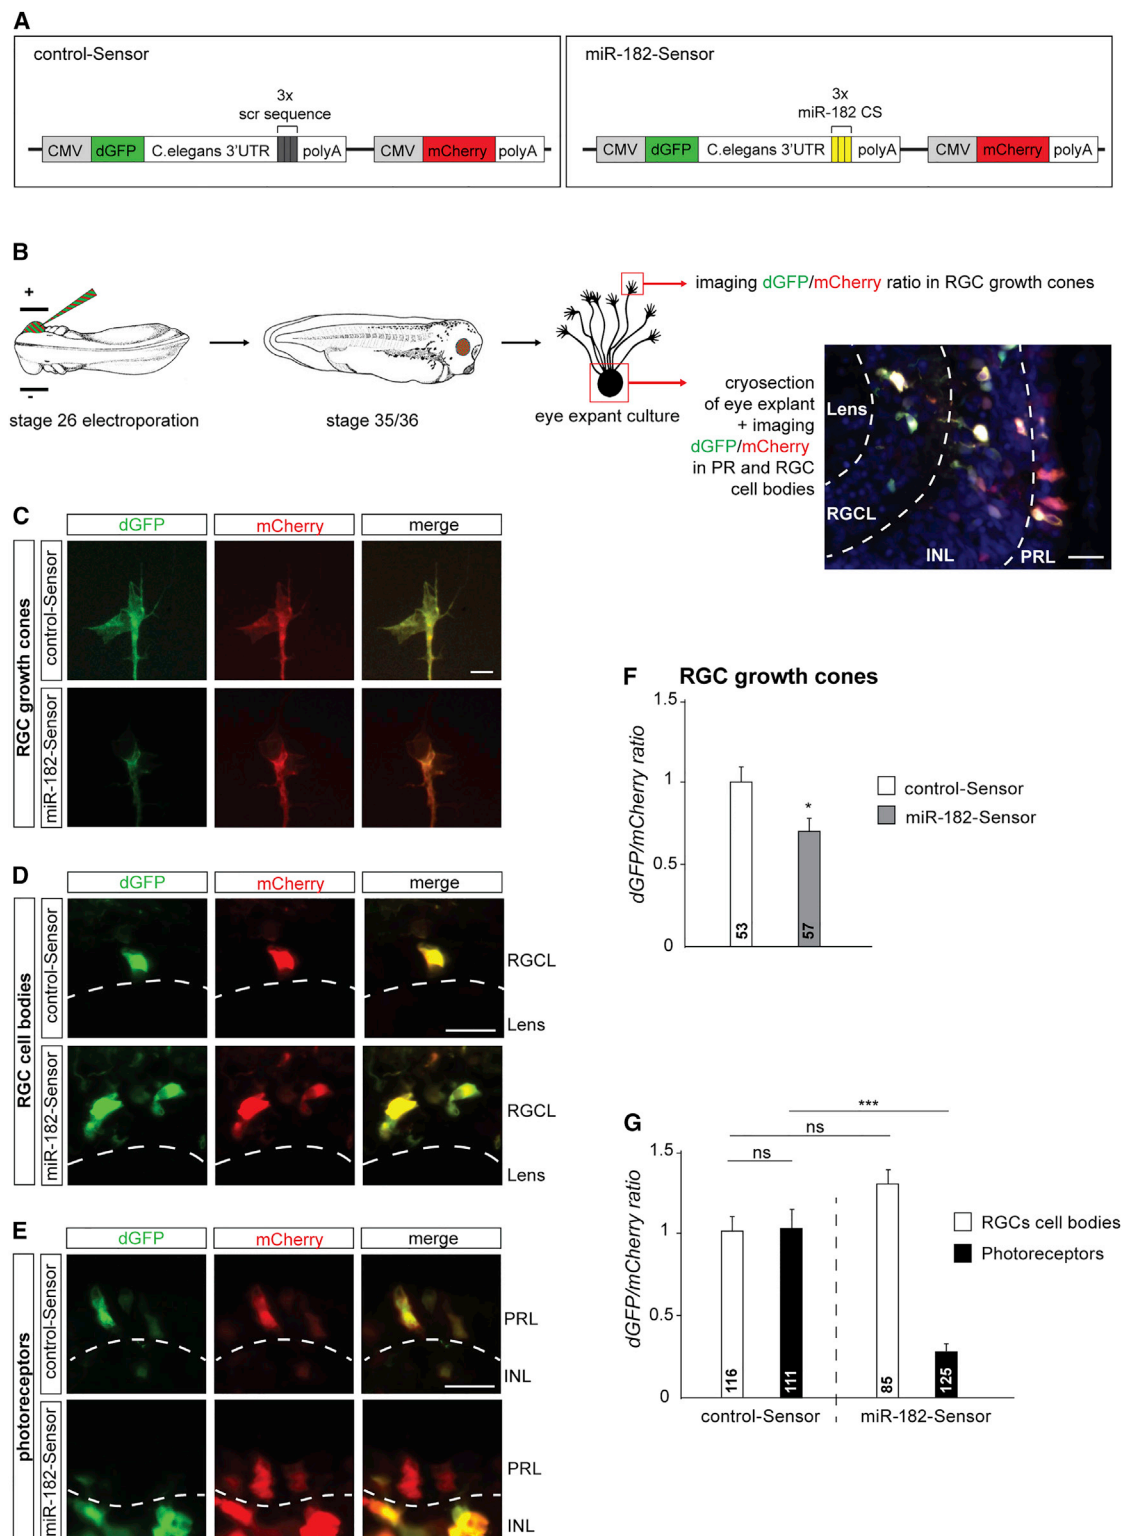 A
control-Sensor
3x
scr sequence
CMV dGFP C.elegans 3'UTR polyA CMV mCherry polyA
miR-182-Sensor
3x
miR-182 CS
CMV dGFP C.elegans 3'UTR polyA CMV mCherry polyA
B
+
-
stage 26 electroporation
stage 35/36
eye expant culture
imaging dGFP/mCherry ratio in RGC growth cones
cryosection
of eye explant
+ imaging
dGFP/mCherry
in PR and RGC
cell bodies
Lens
RGCL
INL
PRL
C
dGFP mCherry merge
RGC growth cones
control-Sensor
miR-182-Sensor
D
dGFP mCherry merge
RGC cell bodies
control-Sensor
RGCL
Lens
miR-182-Sensor
RGCL
Lens
E
dGFP mCherry merge
photoreceptors
control-Sensor
PRL
INL
miR-182-Sensor
PRL
INL
F
RGC growth cones
dGFP/mCherry ratio
1.5
1
0.5
0
*
53
57
control-Sensor
miR-182-Sensor
G
dGFP/mCherry ratio
1.5
1
0.5
0
***
ns
ns
116
111
85
125
control-Sensor
miR-182-Sensor
RGCs cell bodies
Photoreceptors